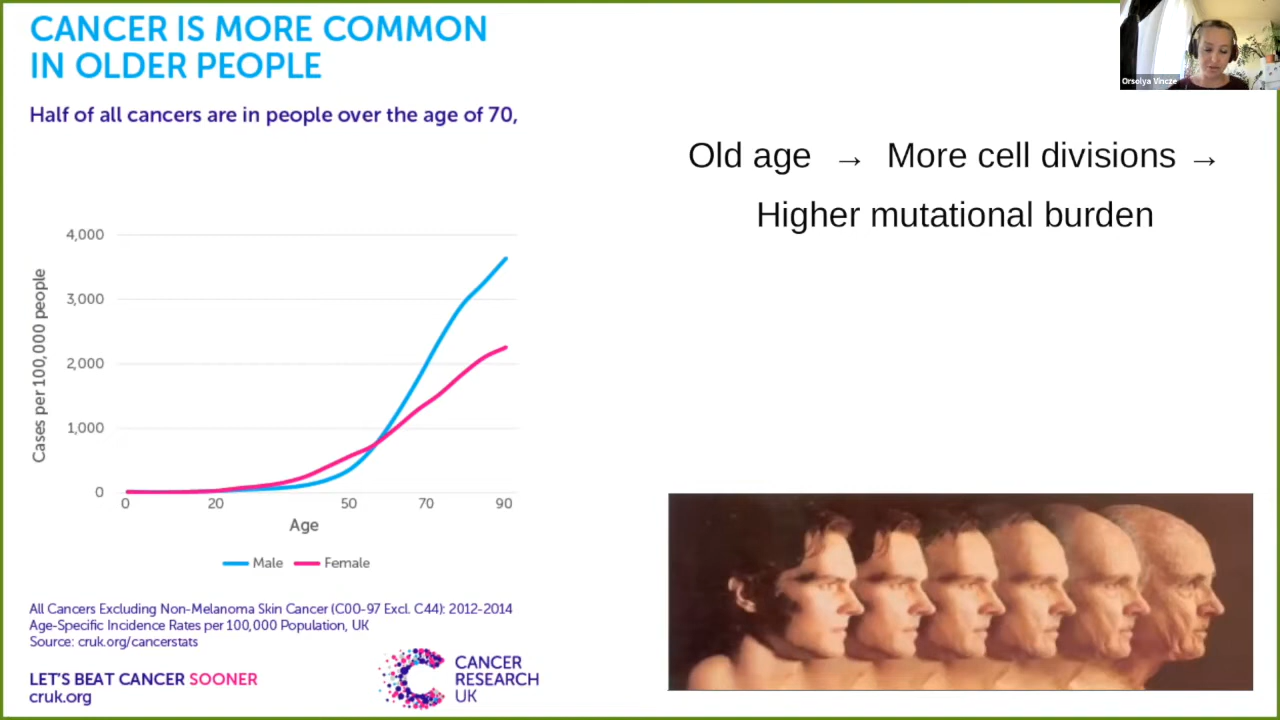 CANCER IS MORE COMMON
IN OLDER PEOPLE
Half of all cancers are in people over the age of 70,
Cases per 100,000 people
4,000
3,000
2,000
1,000
0
0 20 50 70 90
Age
Male Female
All Cancers Excluding Non-Melanoma Skin Cancer (C00-97 Excl. C44): 2012-2014
Age-Specific Incidence Rates per 100,000 Population, UK
Source: cruk.org/cancerstats
LET'S BEAT CANCER SOONER
cruk.org
CANCER
RESEARCH
UK
Old age → More cell divisions →
Higher mutational burden
Orsolya Vincze